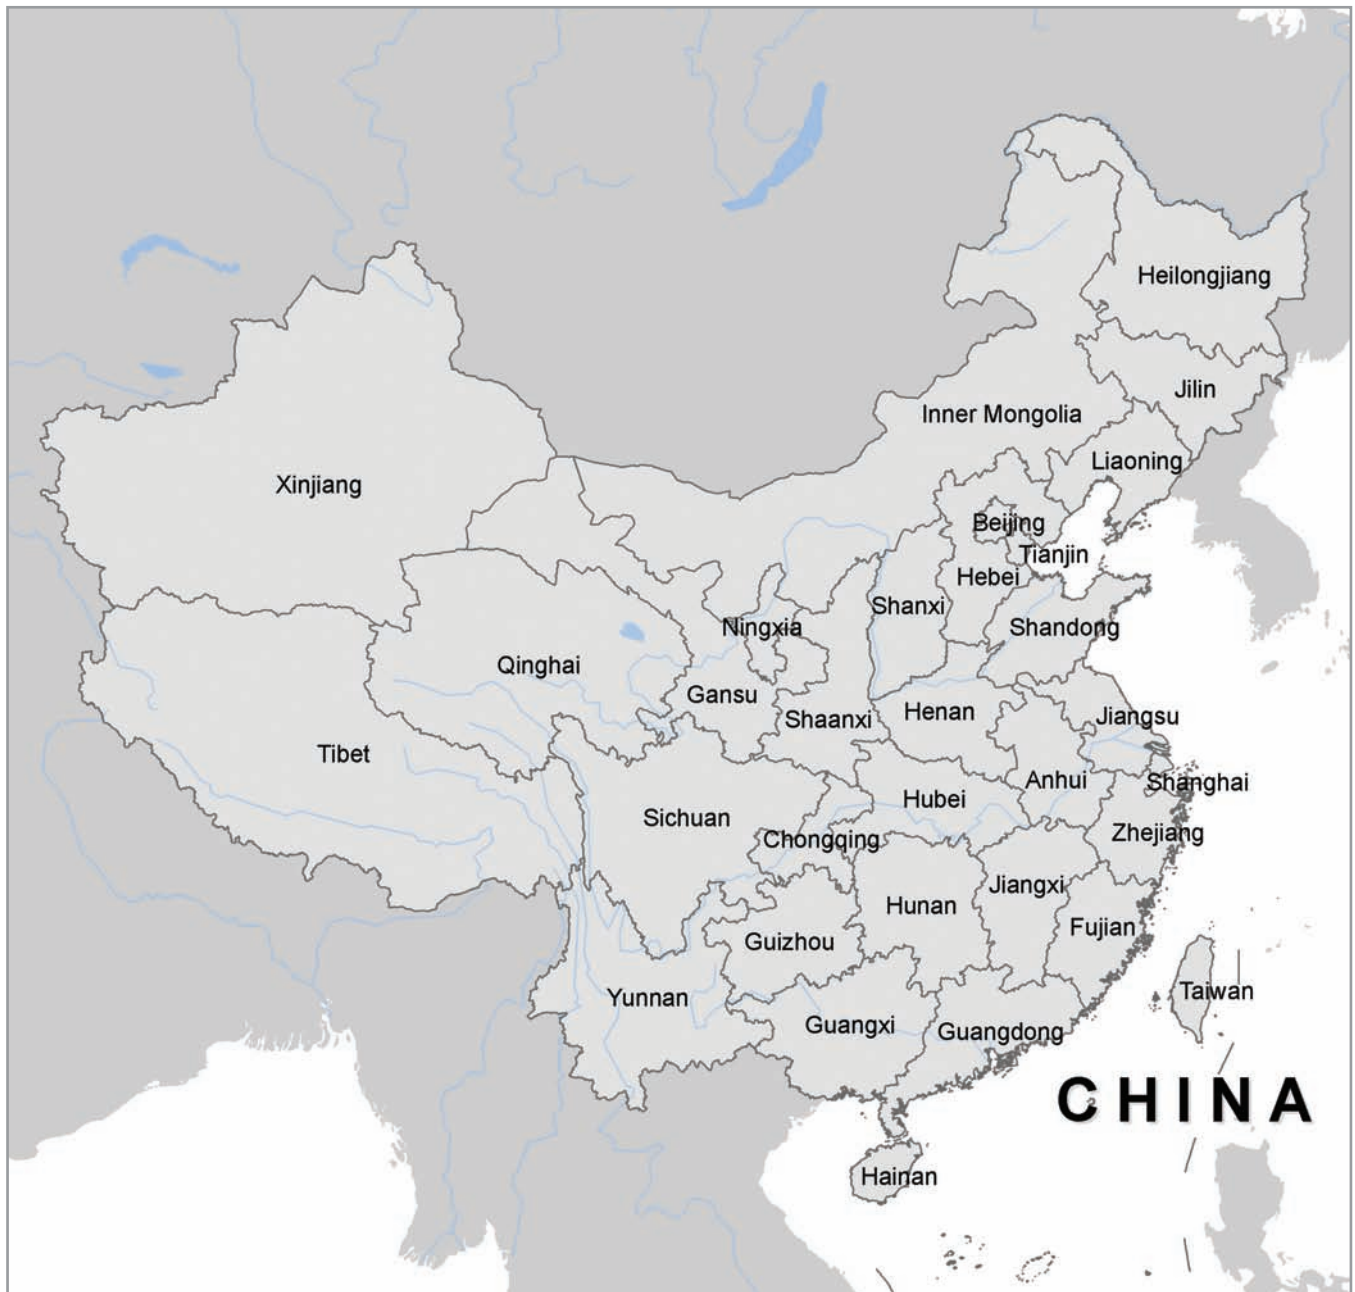 Heilongjiang
Jilin
Inner Mongolia
Liaoning
Xinjiang
Beijing
Tianjin
Hebei
Shanxi
Ningxia
Shandong
Qinghai
Gansu
Shaanxi
Henan
Jiangsu
Tibet
Anhui
Shanghai
Hubei
Sichuan
Chongqing
Zhejiang
Jiangxi
Hunan
Fujian
Guizhou
Taiwan
Yunnan
Guangxi
Guangdong
CHINA
Hainan